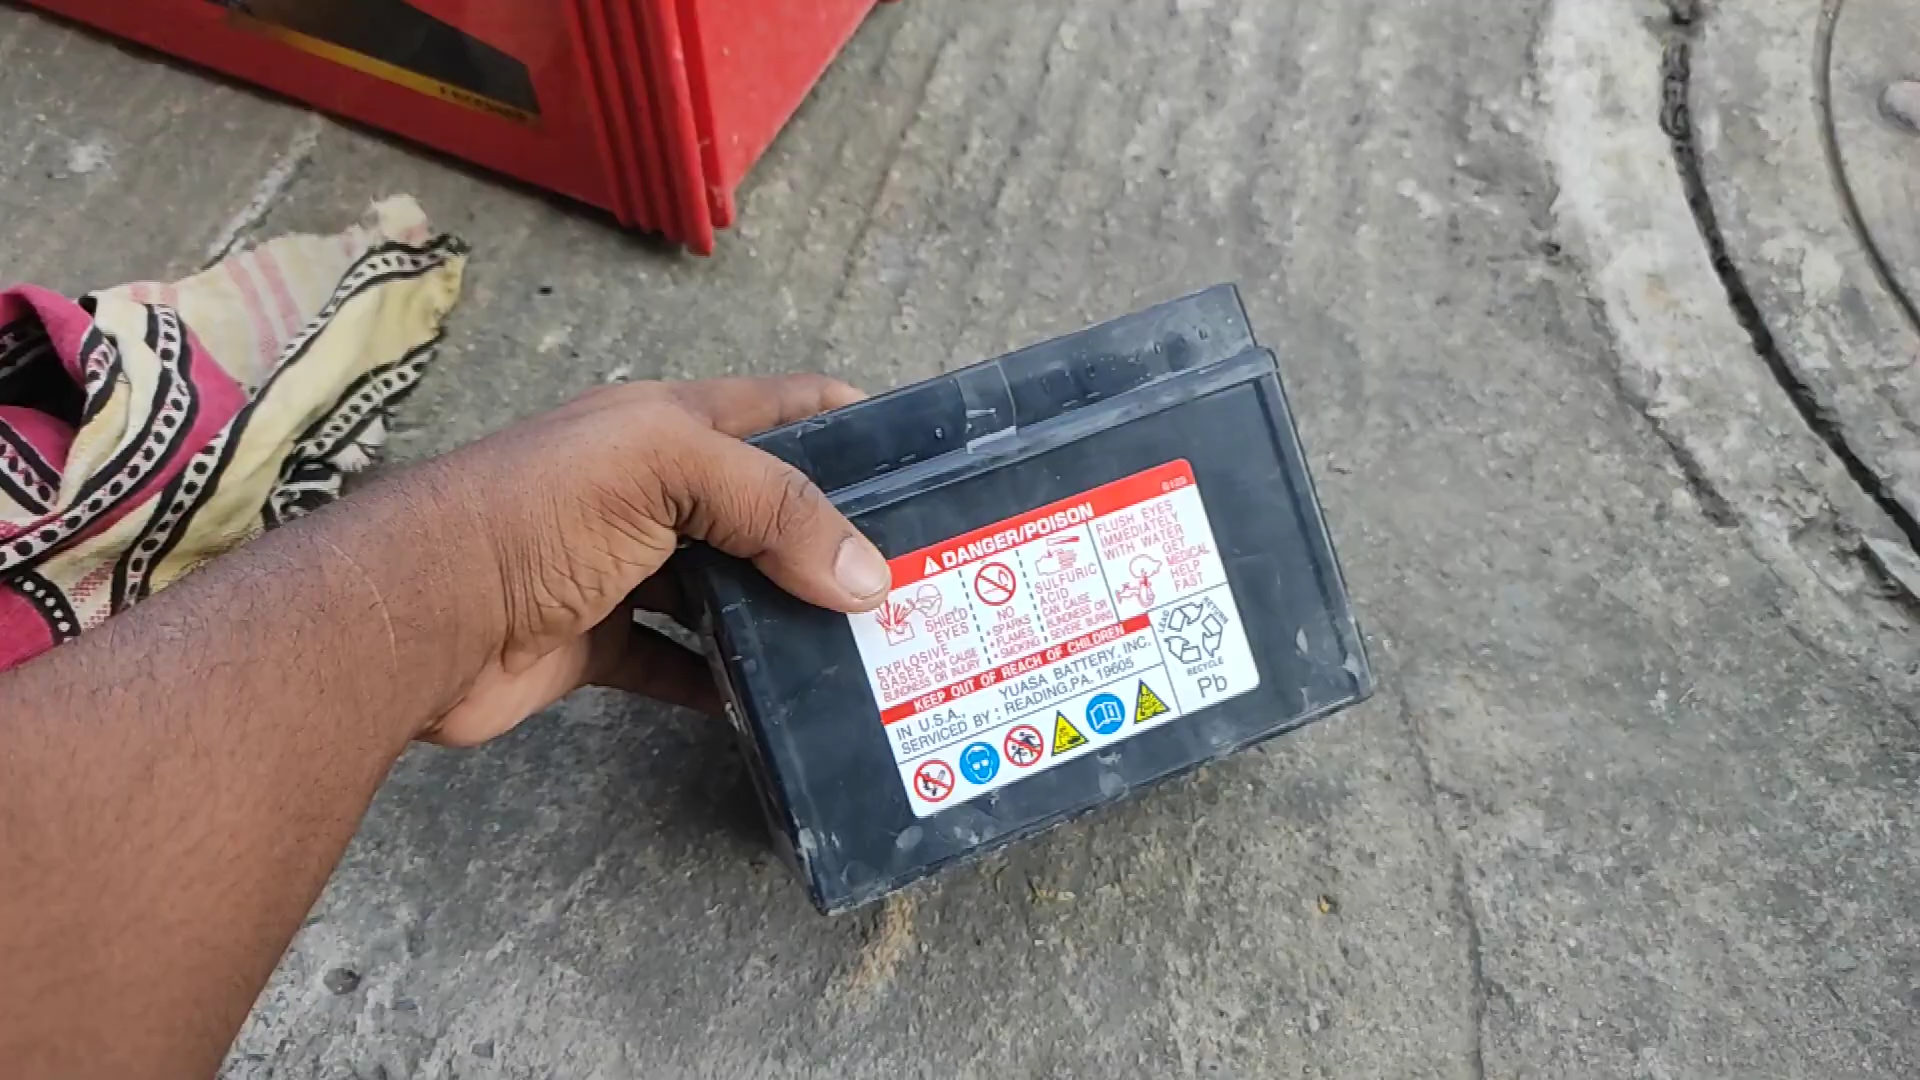 DANGER/POISON
SHIELD
EYES
EXPLOSIVE
GASES CAN CAUSE
BLINDNESS OR INJURY
NO
• SPARKS
• FLAMES
• SMOKING
SULFURIC
ACID
CAN CAUSE
BLINDNESS OR
SEVERE BURNS
FLUSH EYES
IMMEDIATELY
WITH WATER
GET
MEDICAL
HELP
FAST
KEEP OUT OF REACH OF CHILDREN
IN U.S.A., YUASA BATTERY, INC.
SERVICED BY : READING,PA. 19605
LEAD
RETURN
RECYCLE
Pb